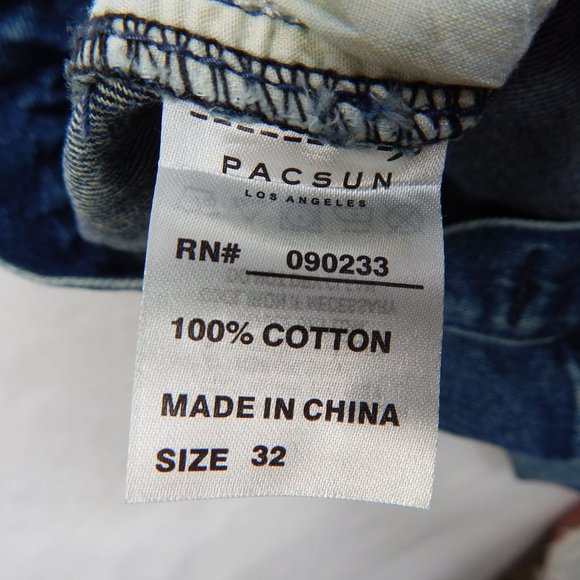 PACSUN
LOS ANGELES
RN# 090233
100% COTTON
MADE IN CHINA
SIZE 32